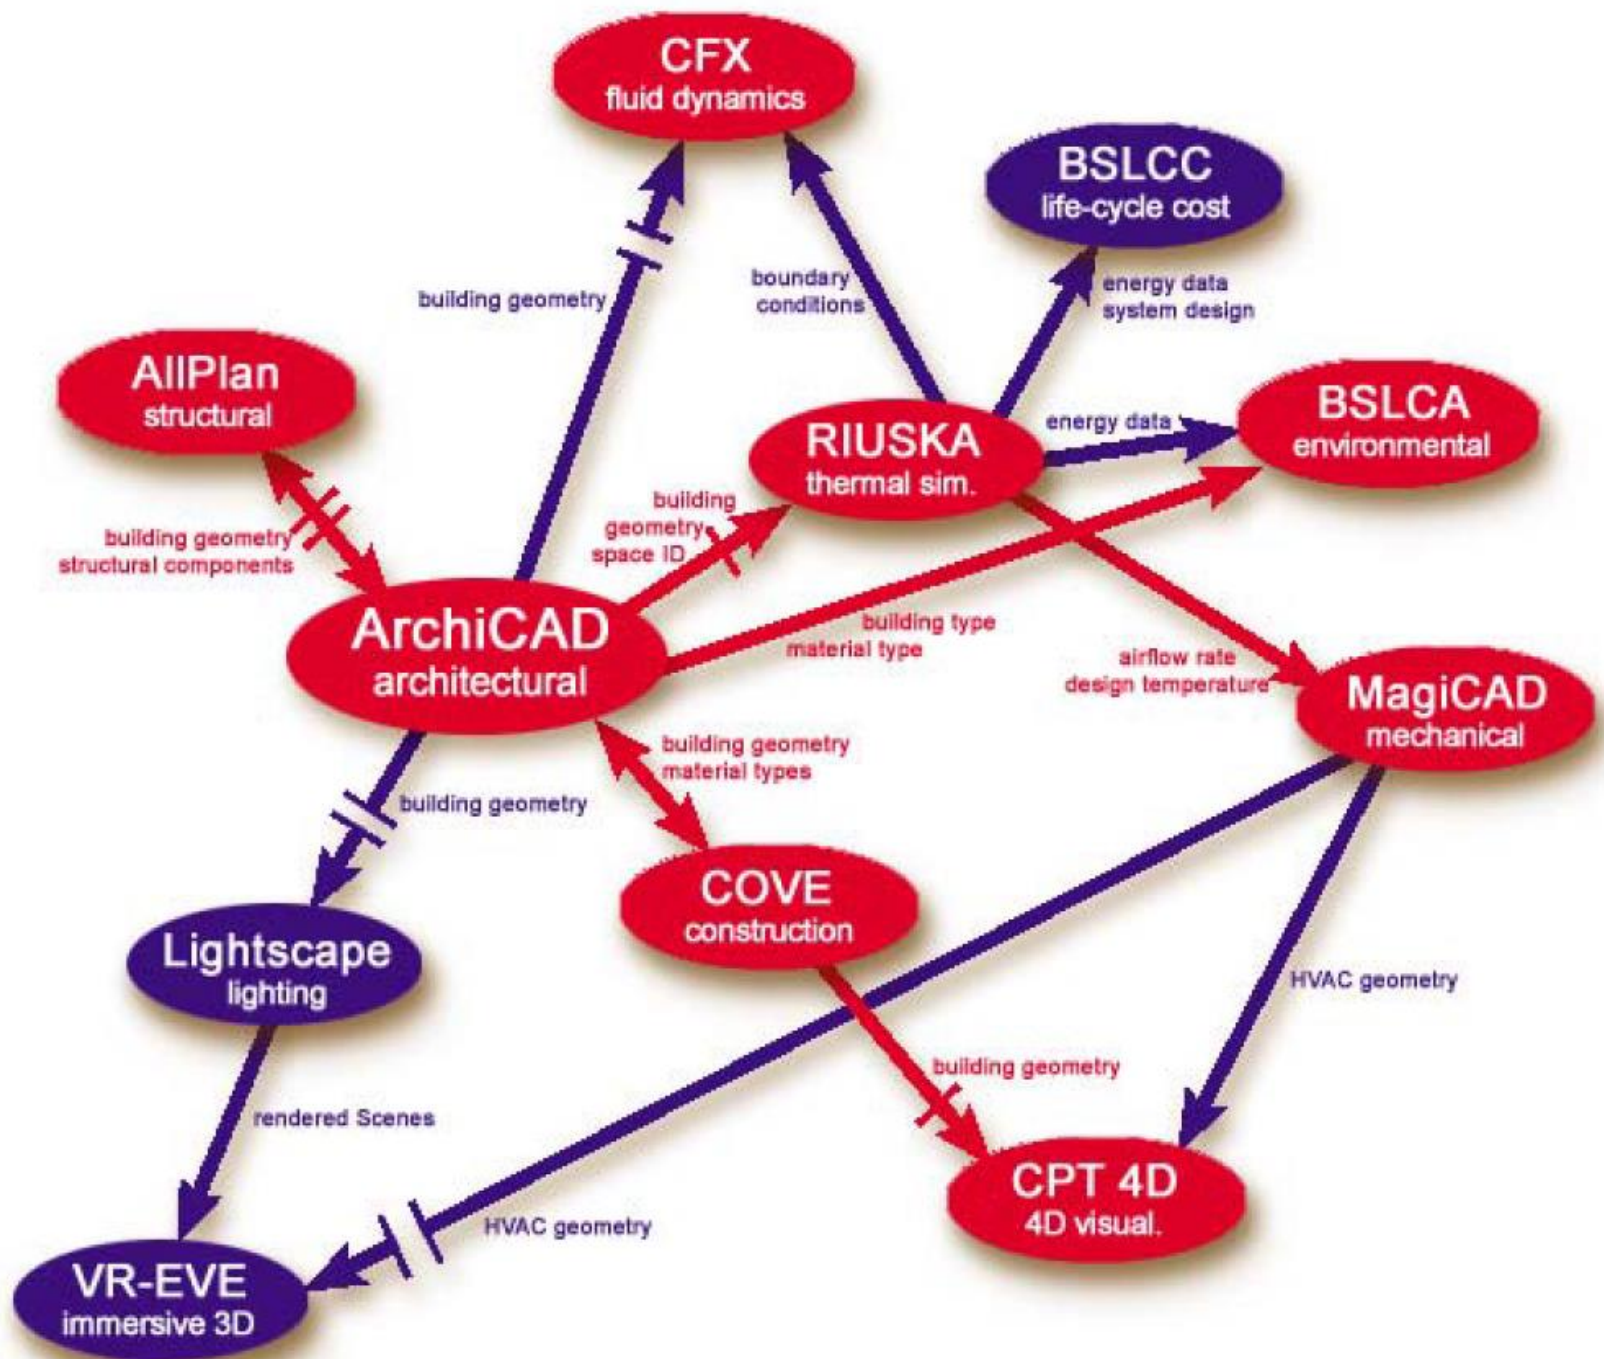 CFX
fluid dynamics
BSLCC
life-cycle cost
building geometry
boundary
conditions
energy data
system design
AllPlan
structural
BSLCA
environmental
energy data
RIUSKA
thermal sim.
building
geometry
space ID
building geometry
structural components
ArchiCAD
architectural
building type
material type
airflow rate
design temperature
MagiCAD
mechanical
building geometry
material types
building geometry
COVE
construction
Lightscape
lighting
HVAC geometry
building geometry
rendered Scenes
CPT 4D
4D visual.
HVAC geometry
VR-EVE
immersive 3D